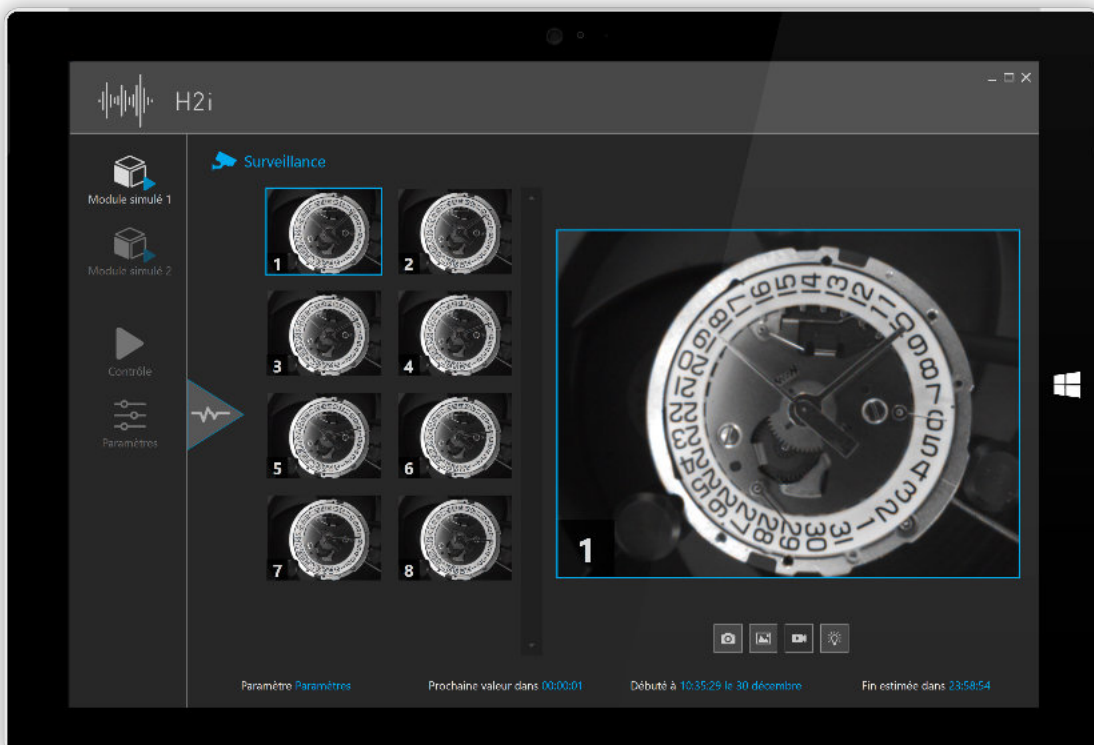 H2i
Module simulé 1
Module simulé 2
Contrôle
Paramètres
Surveillance
1
2
3
4
5
6
7
8
1
Paramètre Paramètres
Prochaine valeur dans 00:00:01
Débuté à 10:35:29 le 30 décembre
Fin estimée dans 23:58:54